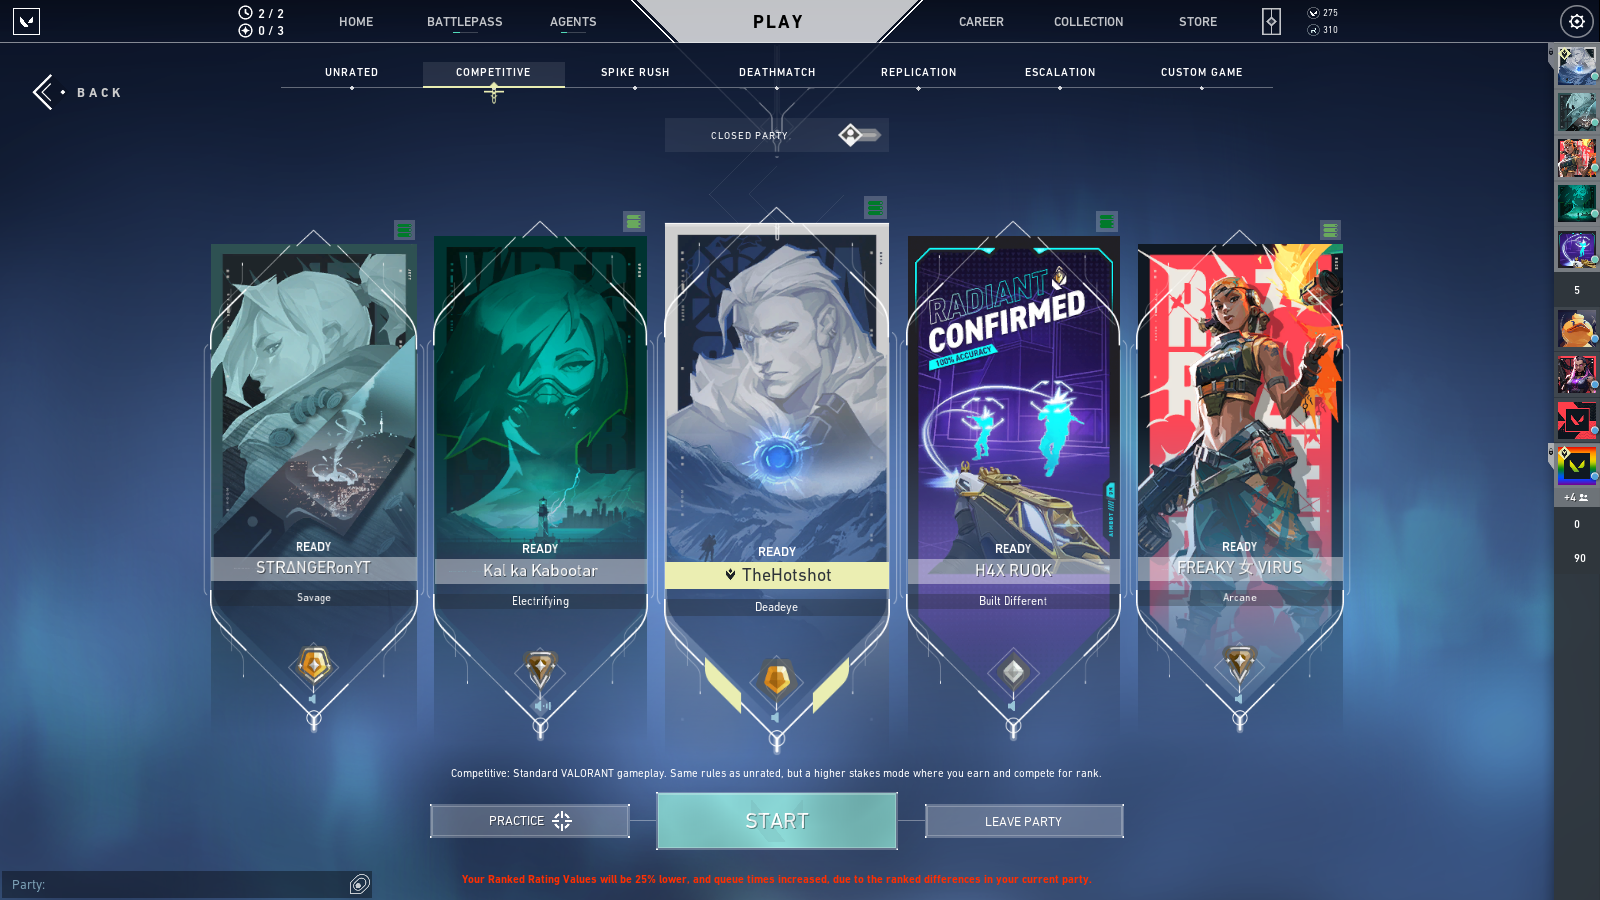 2 / 2
0 / 3
HOME
BATTLEPASS
AGENTS
PLAY
CAREER
COLLECTION
STORE
275
310
BACK
UNRATED
COMPETITIVE
SPIKE RUSH
DEATHMATCH
REPLICATION
ESCALATION
CUSTOM GAME
CLOSED PARTY
RADIANT
CONFIRMED
100% ACCURACY
READY
STRΔNGERonYT
Savage
READY
Kal ka Kabootar
Electrifying
READY
TheHotshot
Deadeye
READY
H4X RUOK
Built Different
READY
FREAKY 女 VIRUS
Arcane
5
+4
0
90
Competitive: Standard VALORANT gameplay. Same rules as unrated, but a higher stakes mode where you earn and compete for rank.
PRACTICE
START
LEAVE PARTY
Party:
Your Ranked Rating Values will be 25% lower, and queue times increased, due to the ranked differences in your current party.